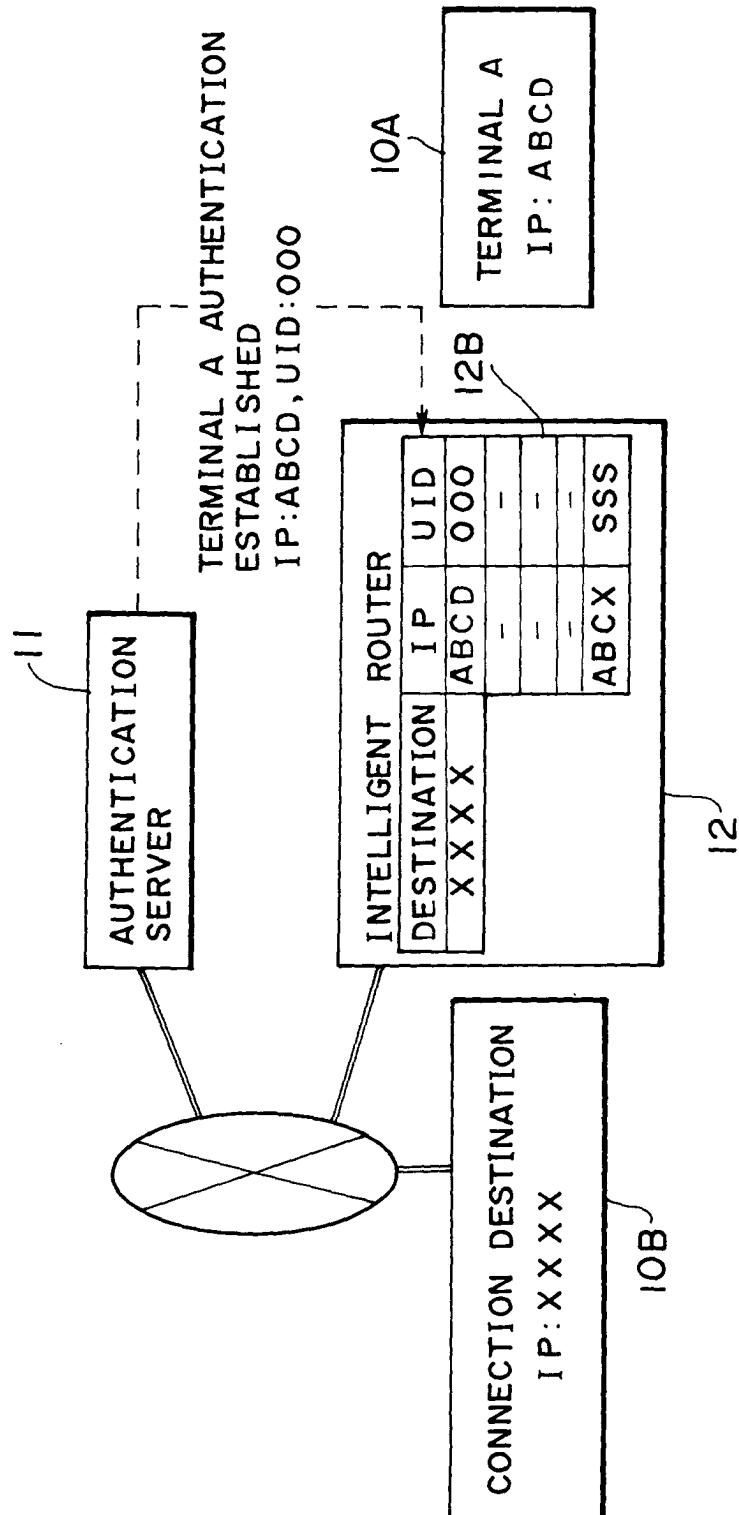 11
AUTHENTICATION
SERVER
TERMINAL A AUTHENTICATION
ESTABLISHED
IP:ABCD,UID:000
INTELLIGENT ROUTER
DESTINATION IP UID
XXXX ABCD 000
- -
- -
- -
ABCX SSS
12B
12
10A
TERMINAL A
IP:ABCD
CONNECTION DESTINATION
IP:XXXX
10B